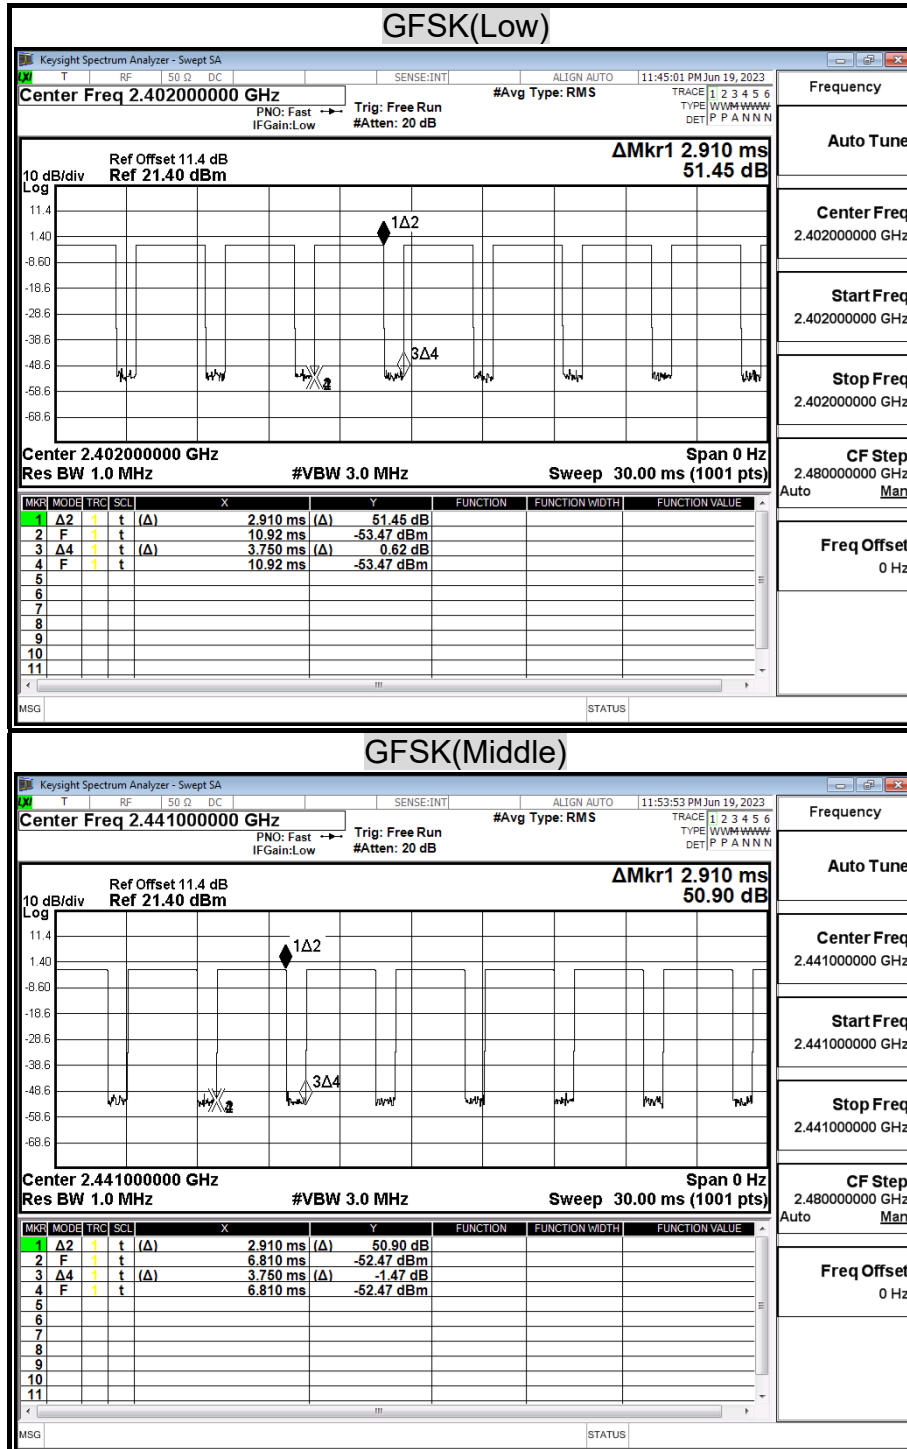 GFSK(Low)
Keysight Spectrum Analyzer - Swept SA
LXI T RF 50 Ω DC SENSE:INT ALIGN AUTO 11:45:01 PM Jun 19, 2023
Center Freq 2.402000000 GHz #Avg Type: RMS TRACE 1 2 3 4 5 6
PNO: Fast Trig: Free Run TYPE WWMWWWW
IFGain:Low #Atten: 20 dB DET P P A N N N
Frequency
Auto Tune
Center Freq
2.402000000 GHz
Start Freq
2.402000000 GHz
Stop Freq
2.402000000 GHz
CF Step
2.480000000 GHz
Auto Man
Freq Offset
0 Hz
ΔMkr1 2.910 ms
51.45 dB
Ref Offset 11.4 dB
10 dB/div Ref 21.40 dBm
Log
11.4
1.40
-8.60
-18.6
-28.6
-38.6
-48.6
-58.6
-68.6
1Δ2
3Δ4
Center 2.402000000 GHz Span 0 Hz
Res BW 1.0 MHz #VBW 3.0 MHz Sweep 30.00 ms (1001 pts)
MKR MODE TRC SCL X Y FUNCTION FUNCTION WIDTH FUNCTION VALUE
1 Δ2 1 t (Δ) 2.910 ms (Δ) 51.45 dB
2 F 1 t 10.92 ms -53.47 dBm
3 Δ4 1 t (Δ) 3.750 ms (Δ) 0.62 dB
4 F 1 t 10.92 ms -53.47 dBm
5
6
7
8
9
10
11
MSG STATUS
GFSK(Middle)
Keysight Spectrum Analyzer - Swept SA
LXI T RF 50 Ω DC SENSE:INT ALIGN AUTO 11:53:53 PM Jun 19, 2023
Center Freq 2.441000000 GHz #Avg Type: RMS TRACE 1 2 3 4 5 6
PNO: Fast Trig: Free Run TYPE WWMWWWW
IFGain:Low #Atten: 20 dB DET P P A N N N
Frequency
Auto Tune
Center Freq
2.441000000 GHz
Start Freq
2.441000000 GHz
Stop Freq
2.441000000 GHz
CF Step
2.480000000 GHz
Auto Man
Freq Offset
0 Hz
ΔMkr1 2.910 ms
50.90 dB
Ref Offset 11.4 dB
10 dB/div Ref 21.40 dBm
Log
11.4
1.40
-8.60
-18.6
-28.6
-38.6
-48.6
-58.6
-68.6
1Δ2
3Δ4
Center 2.441000000 GHz Span 0 Hz
Res BW 1.0 MHz #VBW 3.0 MHz Sweep 30.00 ms (1001 pts)
MKR MODE TRC SCL X Y FUNCTION FUNCTION WIDTH FUNCTION VALUE
1 Δ2 1 t (Δ) 2.910 ms (Δ) 50.90 dB
2 F 1 t 6.810 ms -52.47 dBm
3 Δ4 1 t (Δ) 3.750 ms (Δ) -1.47 dB
4 F 1 t 6.810 ms -52.47 dBm
5
6
7
8
9
10
11
MSG STATUS